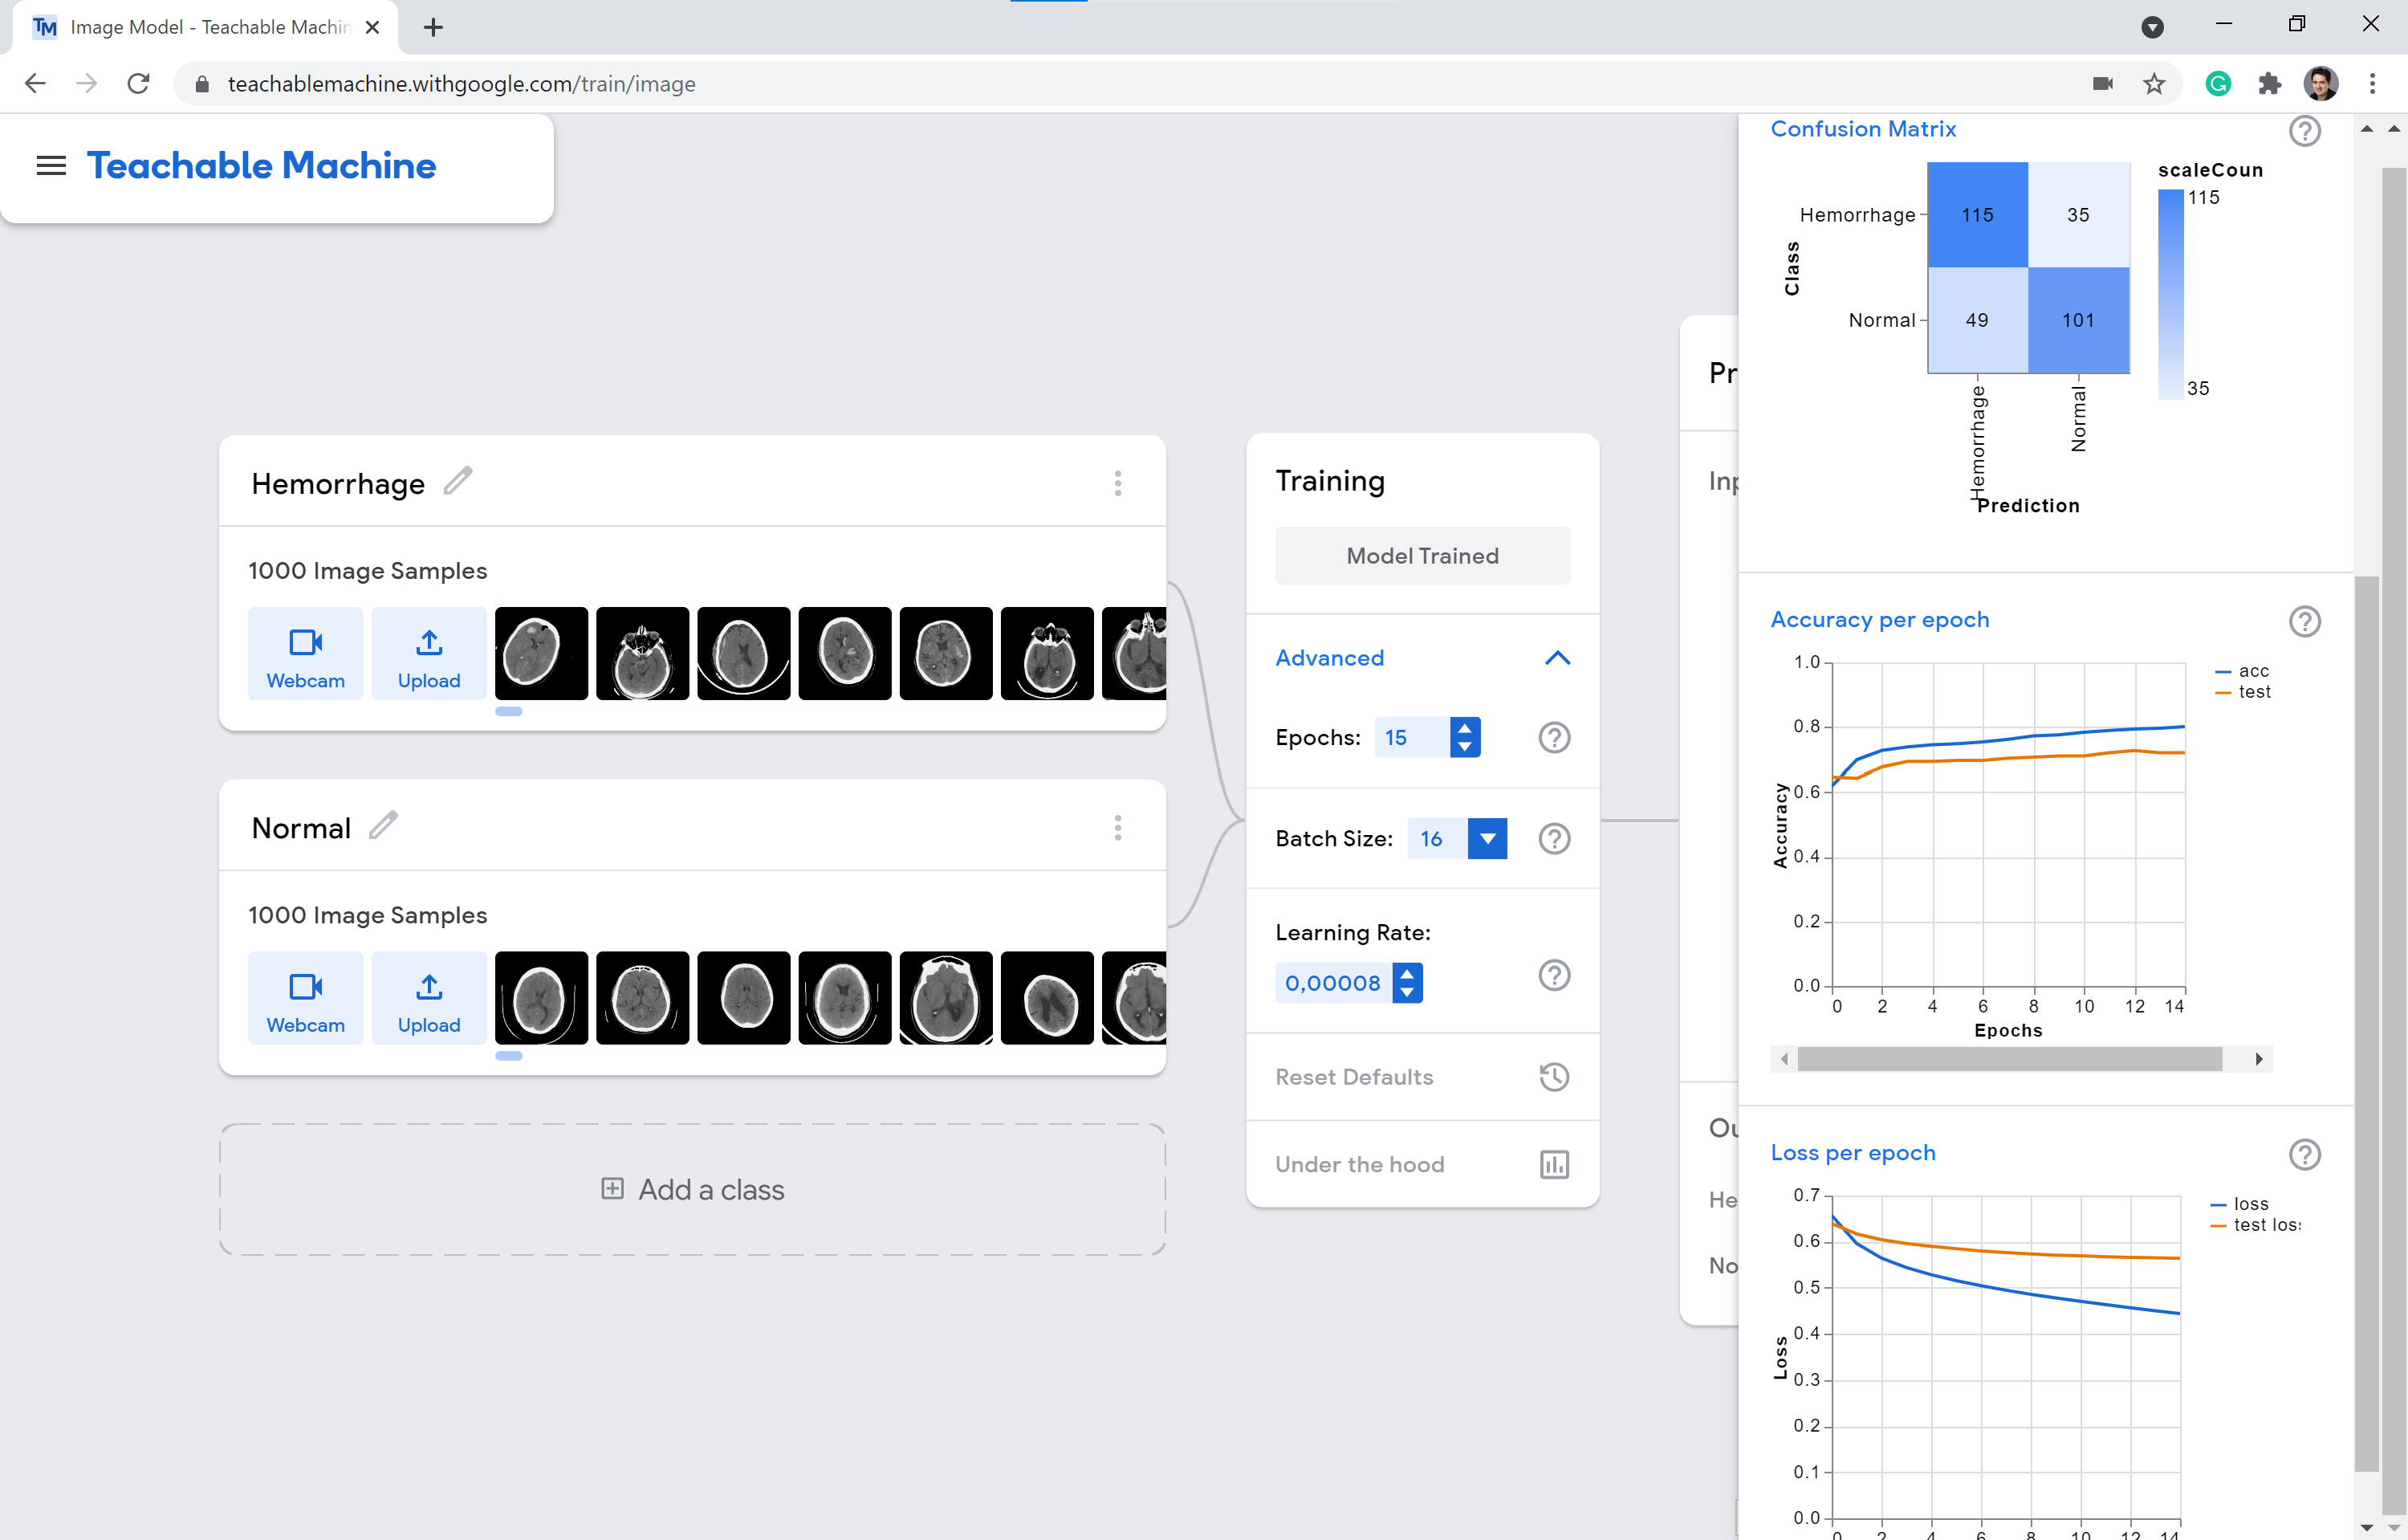 Image Model - Teachable Machin
teachablemachine.withgoogle.com/train/image
Teachable Machine
Hemorrhage
1000 Image Samples
Webcam
Upload
Normal
1000 Image Samples
Webcam
Upload
Add a class
Training
Model Trained
Advanced
Epochs: 15
Batch Size: 16
Learning Rate:
0,00008
Reset Defaults
Under the hood
Pr
Inp
Ou
He
No
Confusion Matrix
scaleCoun
115
35
Class
Hemorrhage 115 35
Normal 49 101
Hemorrhage
Normal
Prediction
Accuracy per epoch
acc
test
Accuracy
1.0
0.8
0.6
0.4
0.2
0.0
0 2 4 6 8 10 12 14
Epochs
Loss per epoch
loss
test los
Loss
0.7
0.6
0.5
0.4
0.3
0.2
0.1
0.0
0 2 4 6 8 10 12 14